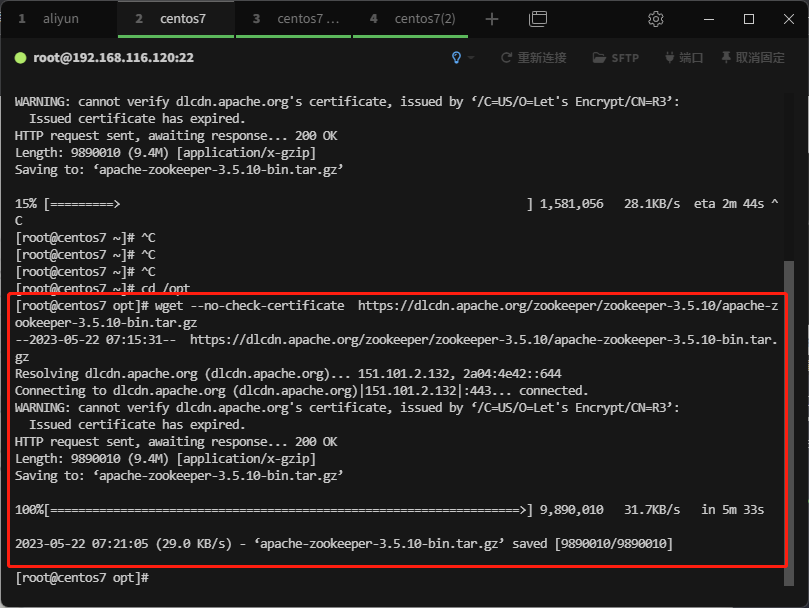 1 aliyun 2 centos7 3 centos7 ... 4 centos7(2)
root@192.168.116.120:22 重新连接 SFTP 端口 取消固定
WARNING: cannot verify dlcdn.apache.org's certificate, issued by ‘/C=US/O=Let's Encrypt/CN=R3’:
  Issued certificate has expired.
HTTP request sent, awaiting response... 200 OK
Length: 9890010 (9.4M) [application/x-gzip]
Saving to: ‘apache-zookeeper-3.5.10-bin.tar.gz’
15% [=========>                                                          ] 1,581,056   28.1KB/s  eta 2m 44s ^
C
[root@centos7 ~]# ^C
[root@centos7 ~]# ^C
[root@centos7 ~]# ^C
[root@centos7 ~]# cd /opt
[root@centos7 opt]# wget --no-check-certificate  https://dlcdn.apache.org/zookeeper/zookeeper-3.5.10/apache-z
ookeeper-3.5.10-bin.tar.gz
--2023-05-22 07:15:31--  https://dlcdn.apache.org/zookeeper/zookeeper-3.5.10/apache-zookeeper-3.5.10-bin.tar.
gz
Resolving dlcdn.apache.org (dlcdn.apache.org)... 151.101.2.132, 2a04:4e42::644
Connecting to dlcdn.apache.org (dlcdn.apache.org)|151.101.2.132|:443... connected.
WARNING: cannot verify dlcdn.apache.org's certificate, issued by ‘/C=US/O=Let's Encrypt/CN=R3’:
  Issued certificate has expired.
HTTP request sent, awaiting response... 200 OK
Length: 9890010 (9.4M) [application/x-gzip]
Saving to: ‘apache-zookeeper-3.5.10-bin.tar.gz’
100%[===================================================================>] 9,890,010   31.7KB/s   in 5m 33s
2023-05-22 07:21:05 (29.0 KB/s) - ‘apache-zookeeper-3.5.10-bin.tar.gz’ saved [9890010/9890010]
[root@centos7 opt]#